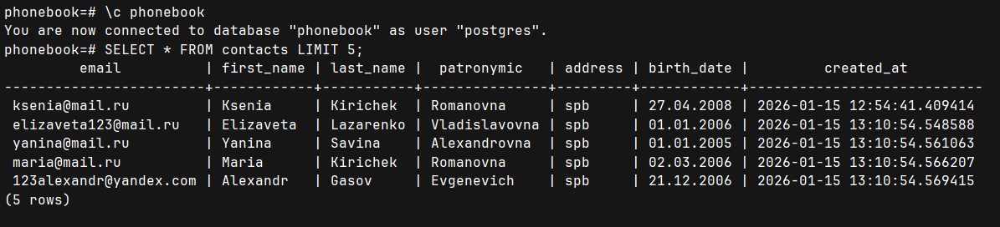 phonebook=# \c phonebook
You are now connected to database "phonebook" as user "postgres".
phonebook=# SELECT * FROM contacts LIMIT 5;
         email          | first_name | last_name |  patronymic   | address | birth_date |         created_at
------------------------+------------+-----------+---------------+---------+------------+----------------------------
 ksenia@mail.ru         | Ksenia     | Kirichek  | Romanovna     | spb     | 27.04.2008 | 2026-01-15 12:54:41.409414
 elizaveta123@mail.ru   | Elizaveta  | Lazarenko | Vladislavovna | spb     | 01.01.2006 | 2026-01-15 13:10:54.548588
 yanina@mail.ru         | Yanina     | Savina    | Alexandrovna  | spb     | 01.01.2005 | 2026-01-15 13:10:54.561063
 maria@mail.ru          | Maria      | Kirichek  | Romanovna     | spb     | 02.03.2006 | 2026-01-15 13:10:54.566207
 123alexandr@yandex.com | Alexandr   | Gasov     | Evgenevich    | spb     | 21.12.2006 | 2026-01-15 13:10:54.569415
(5 rows)